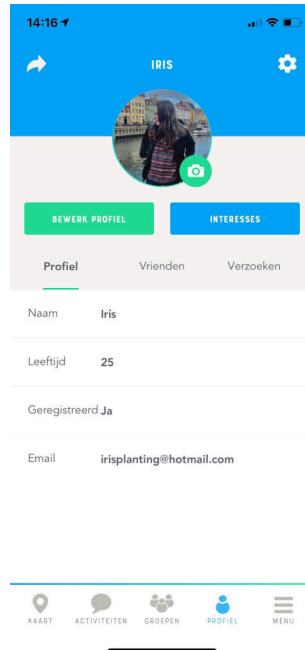 14:16
IRIS
BEWERK PROFIEL INTERESSES
Profiel Vrienden Verzoeken
Naam Iris
Leeftijd 25
Geregistreerd Ja
Email irisplanting@hotmail.com
KAART ACTIVITEITEN GROEPEN PROFIEL MENU